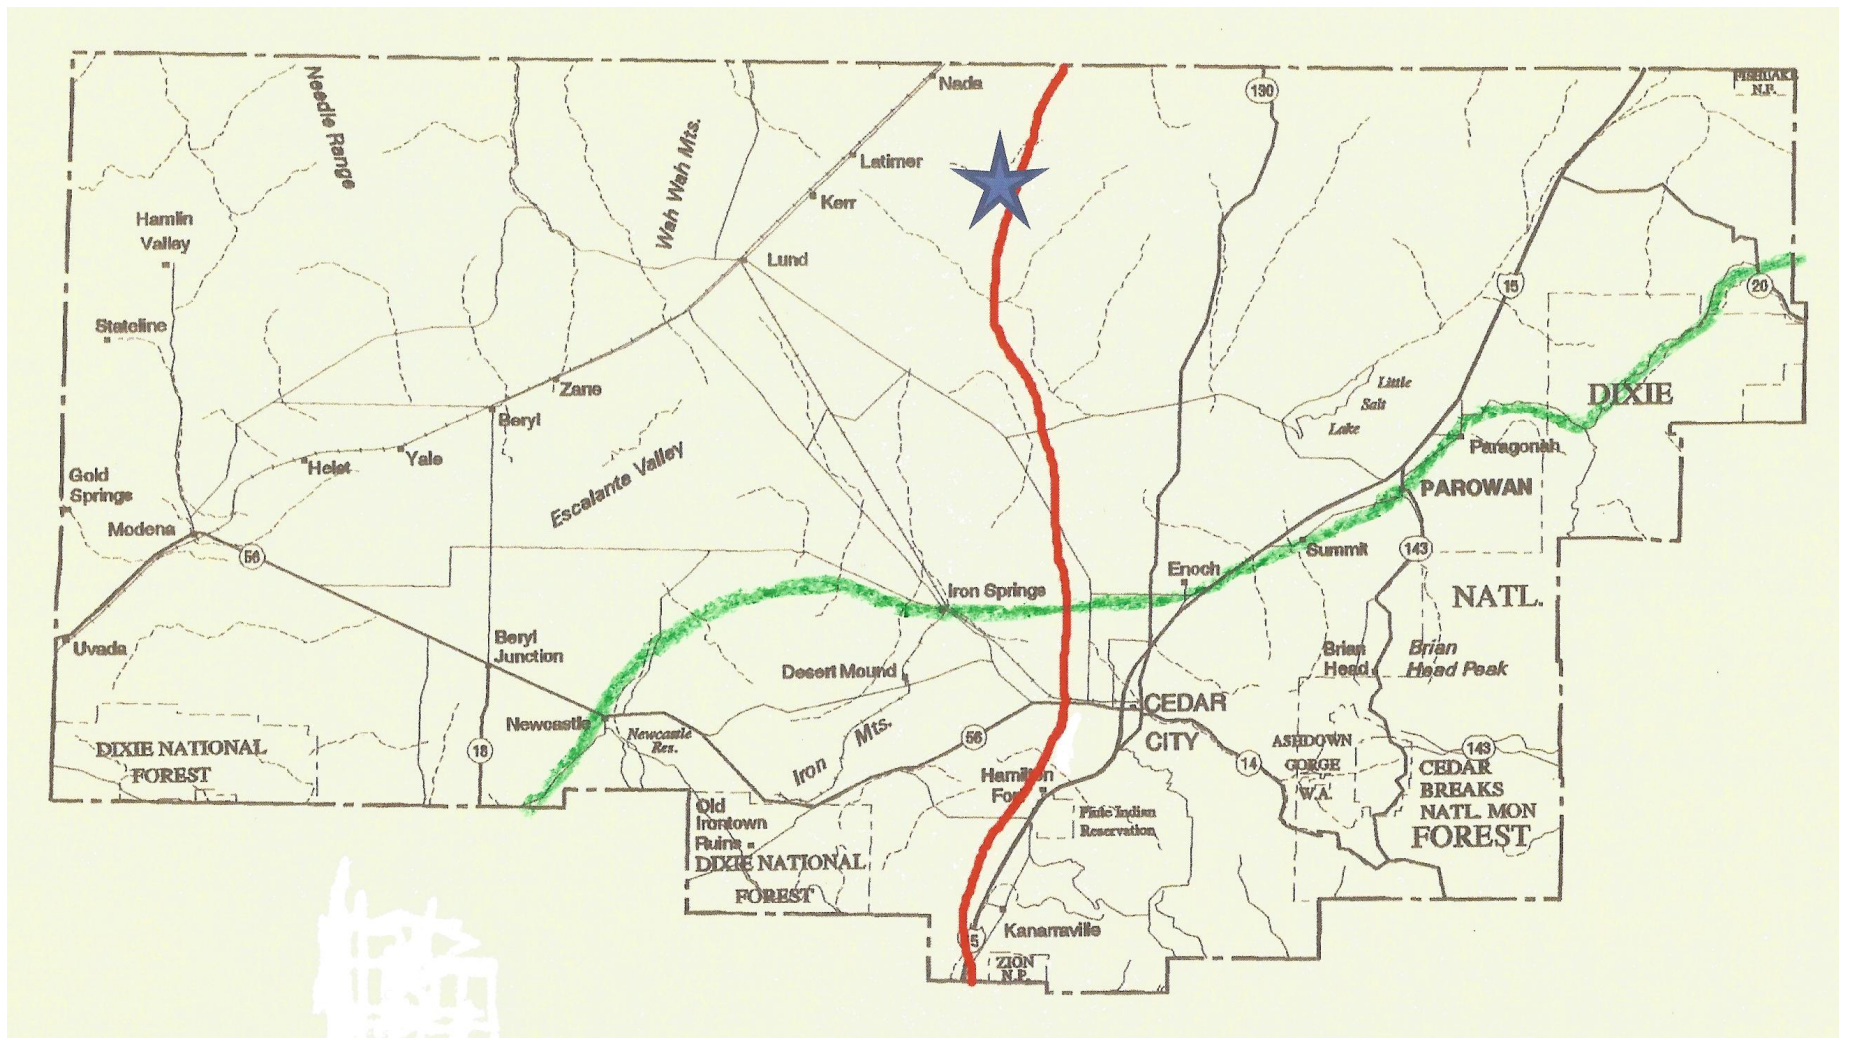 FISHLAKE
N.F.
Nada
130
Needle Range
Wah Wah Mts.
Latimer
Kerr
Hamlin
Valley
Lund
15
20
Stateline
Zane
Little
Salt
Lake
DIXIE
Beryl
Paragonah
Heist
Yale
Gold
Springs
Escalante Valley
PAROWAN
Modena
56
Summit
143
Enoch
Iron Springs
NATL.
Uvada
Beryl
Junction
Brian
Head
Brian
Head Peak
Desert Mound
CEDAR
CITY
Newcastle
Newcastle
Res.
Iron Mts.
56
18
14
DIXIE NATIONAL
FOREST
ASHDOWN
GORGE
W.A.
143
CEDAR
BREAKS
NATL. MON
FOREST
Hamilton
Piute Indian
Reservation
Old
Irontown
Ruins
DIXIE NATIONAL
FOREST
Kanarraville
ZION
N.P.